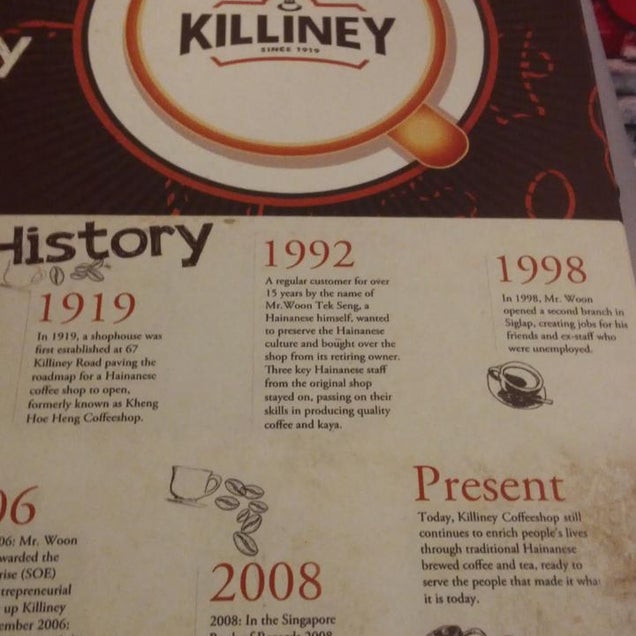 KILLINEY
SINCE 1919
History
1919
In 1919, a shophouse was
first established at 67
Killiney Road paving the
roadmap for a Hainanese
coffee shop to open,
formerly known as Kheng
Hoe Heng Coffeeshop.
1992
A regular customer for over
15 years by the name of
Mr.Woon Tek Seng, a
Hainanese himself, wanted
to preserve the Hainanese
culture and bought over the
shop from its retiring owner.
Three key Hainanese staff
from the original shop
stayed on, passing on their
skills in producing quality
coffee and kaya.
1998
In 1998, Mr. Woon
opened a second branch in
Siglap, creating jobs for his
friends and ex-staff who
were unemployed.
06
06: Mr. Woon
warded the
rise (SOE)
trepreneurial
up Killiney
ember 2006:
2008
2008: In the Singapore
Present
Today, Killiney Coffeeshop still
continues to enrich people's lives
through traditional Hainanese
brewed coffee and tea, ready to
serve the people that made it what
it is today.